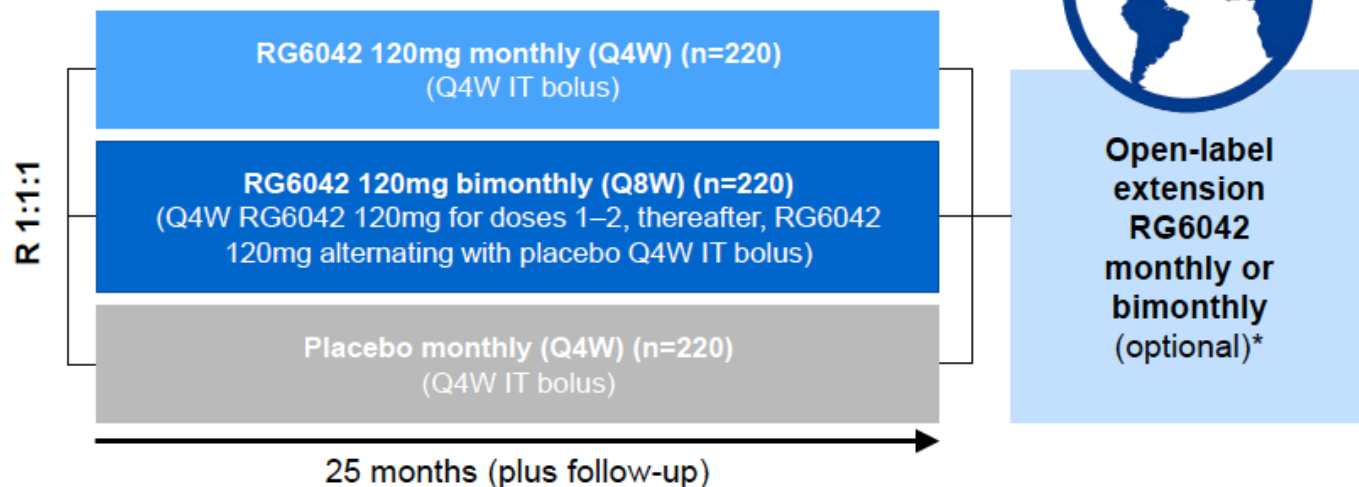 R 1:1:1
RG6042 120mg monthly (Q4W) (n=220)
(Q4W IT bolus)
RG6042 120mg bimonthly (Q8W) (n=220)
(Q4W RG6042 120mg for doses 1–2, thereafter, RG6042
120mg alternating with placebo Q4W IT bolus)
Placebo monthly (Q4W) (n=220)
(Q4W IT bolus)
25 months (plus follow-up)
Open-label
extension
RG6042
monthly or
bimonthly
(optional)*